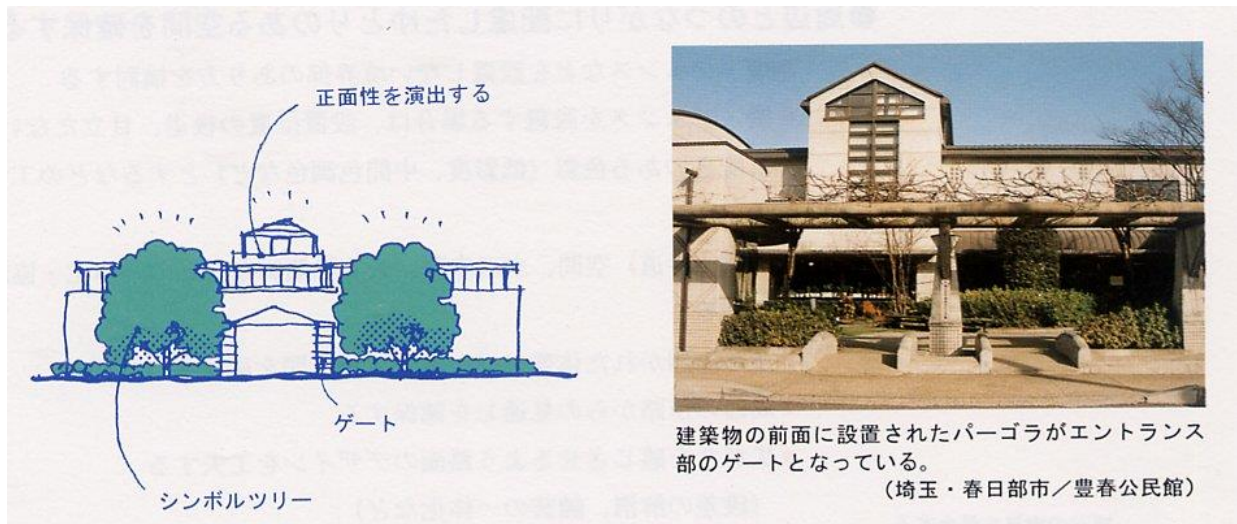 正面性を演出する
ゲート
シンボルツリー
建築物の前面に設置されたパーゴラがエントランス
部のゲートとなっている。
(埼玉・春日部市／豊春公民館)